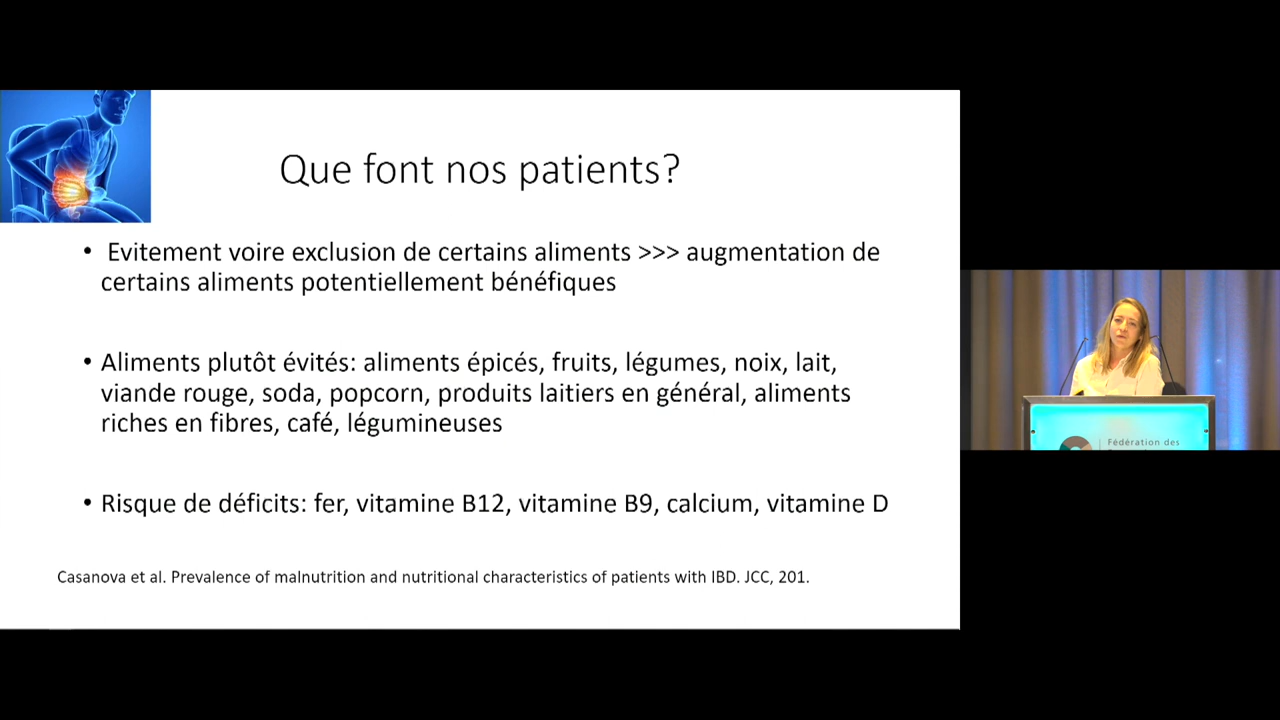 Que font nos patients?
• Evitement voire exclusion de certains aliments >>> augmentation de
certains aliments potentiellement bénéfiques
• Aliments plutôt évités: aliments épicés, fruits, légumes, noix, lait,
viande rouge, soda, popcorn, produits laitiers en général, aliments
riches en fibres, café, légumineuses
• Risque de déficits: fer, vitamine B12, vitamine B9, calcium, vitamine D
Casanova et al. Prevalence of malnutrition and nutritional characteristics of patients with IBD. JCC, 201.
Fédération des